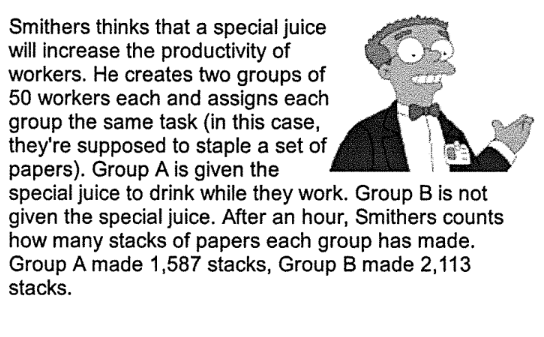 Smithers thinks that a special juice
will increase the productivity of
workers. He creates two groups of
50 workers each and assigns each
group the same task (in this case,
they're supposed to staple a set of
papers). Group A is given the
special juice to drink while they work. Group B is not
given the special juice. After an hour, Smithers counts
how many stacks of papers each group has made.
Group A made 1,587 stacks, Group B made 2,113
stacks.